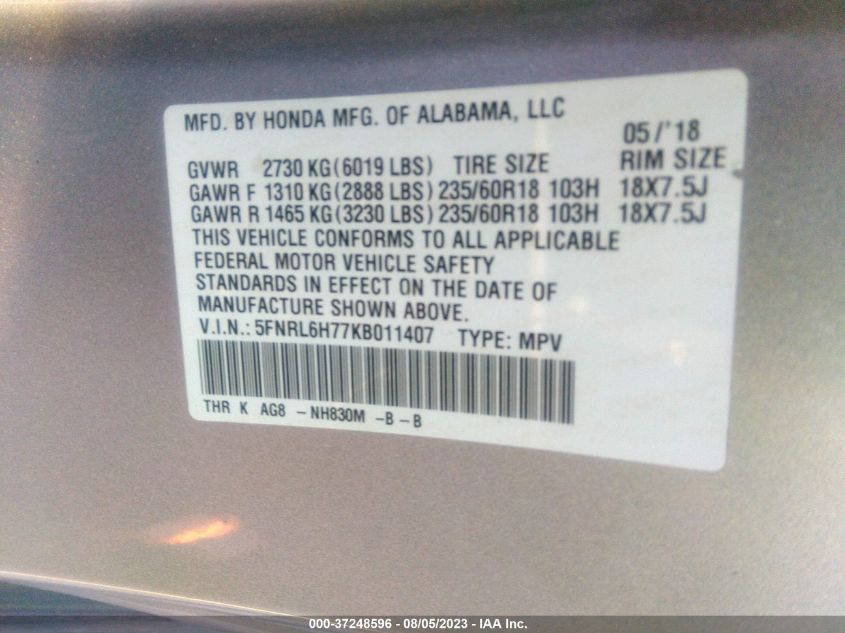 MFD. BY HONDA MFG. OF ALABAMA, LLC
05/'18
GVWR 2730 KG(6019 LBS) TIRE SIZE RIM SIZE
GAWR F 1310 KG(2888 LBS) 235/60R18 103H 18X7.5J
GAWR R 1465 KG(3230 LBS) 235/60R18 103H 18X7.5J
THIS VEHICLE CONFORMS TO ALL APPLICABLE
FEDERAL MOTOR VEHICLE SAFETY
STANDARDS IN EFFECT ON THE DATE OF
MANUFACTURE SHOWN ABOVE.
V.I.N.: 5FNRL6H77KB011407 TYPE: MPV
THR K AG8 -NH830M -B-B
000-37248596 - 08/05/2023 - IAA Inc.